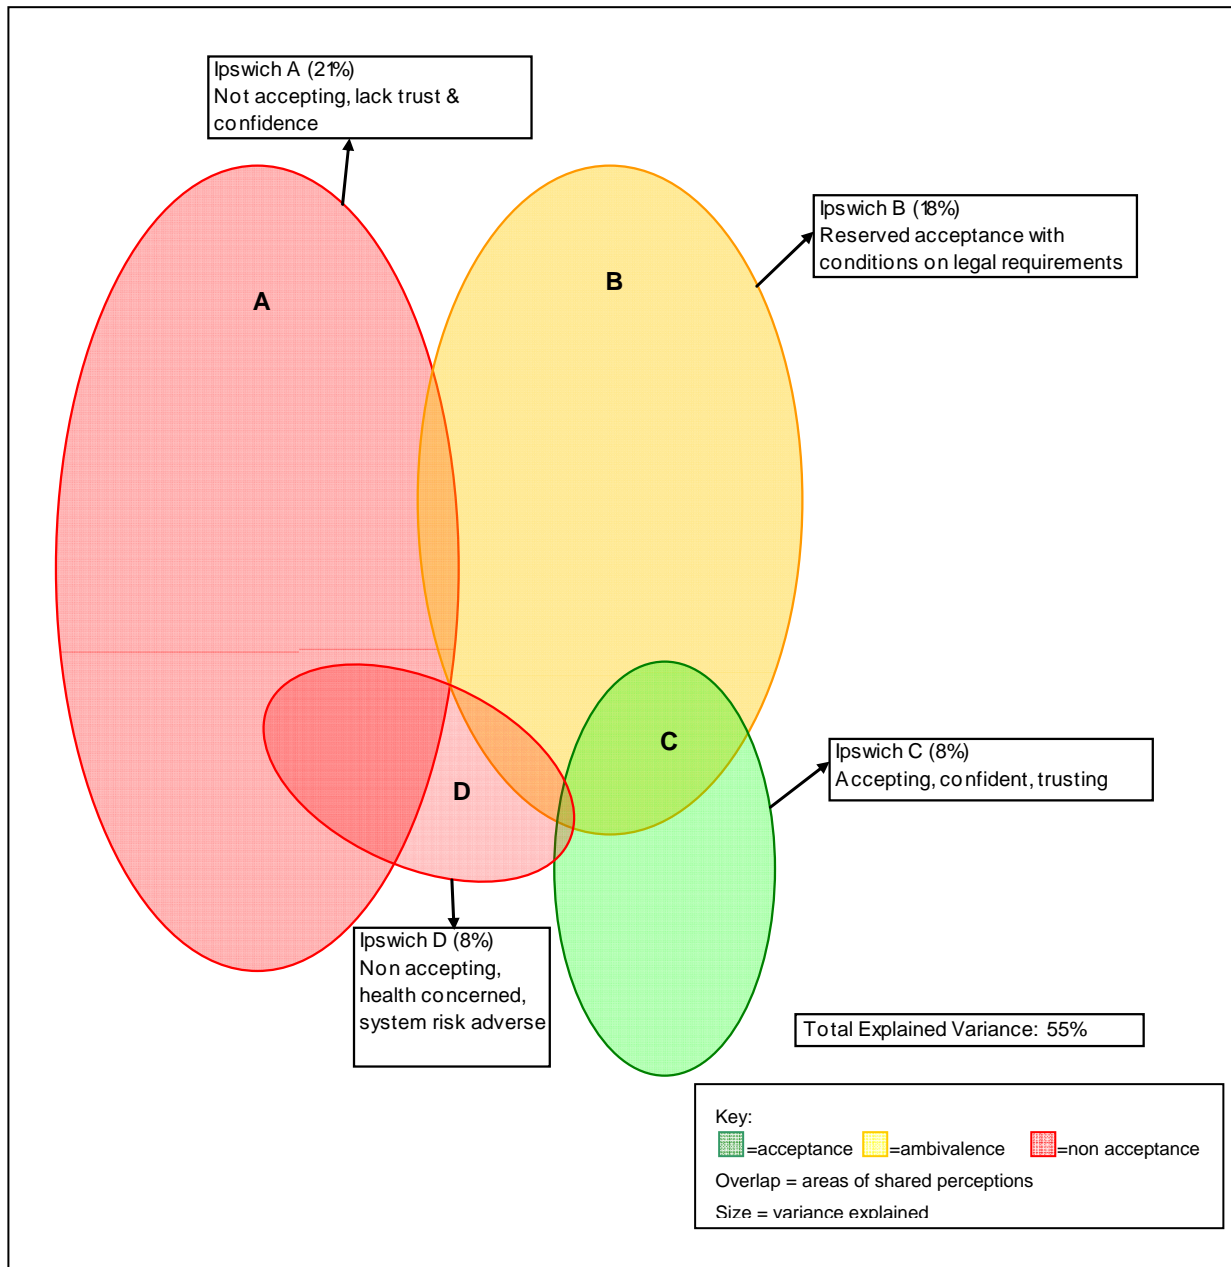 Ipswich A (21%)
Not accepting, lack trust &
confidence
Ipswich B (18%)
Reserved acceptance with
conditions on legal requirements
A
B
C
D
Ipswich C (8%)
Accepting, confident, trusting
Ipswich D (8%)
Non accepting,
health concerned,
system risk adverse
Total Explained Variance: 55%
Key:
=acceptance =ambivalence =non acceptance
Overlap = areas of shared perceptions
Size = variance explained